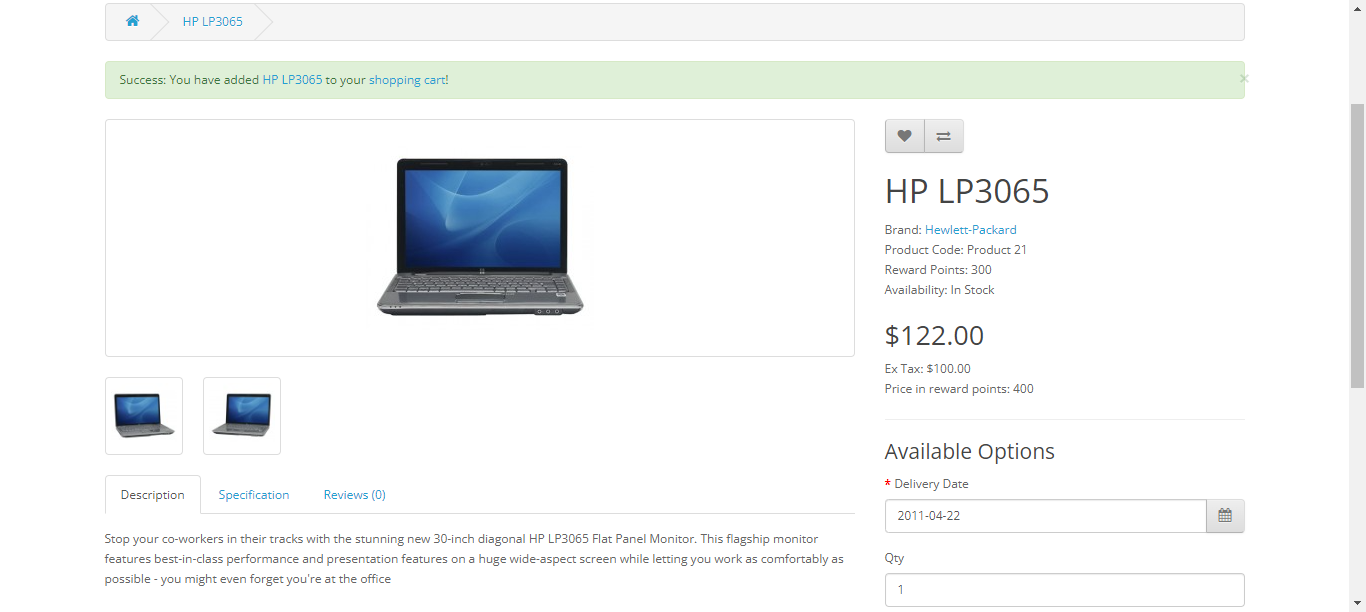 HP LP3065
Success: You have added HP LP3065 to your shopping cart!
×
HP LP3065
Brand: Hewlett-Packard
Product Code: Product 21
Reward Points: 300
Availability: In Stock
$122.00
Ex Tax: $100.00
Price in reward points: 400
Available Options
* Delivery Date
2011-04-22
Qty
1
Description
Specification
Reviews (0)
Stop your co-workers in their tracks with the stunning new 30-inch diagonal HP LP3065 Flat Panel Monitor. This flagship monitor
features best-in-class performance and presentation features on a huge wide-aspect screen while letting you work as comfortably as
possible - you might even forget you're at the office